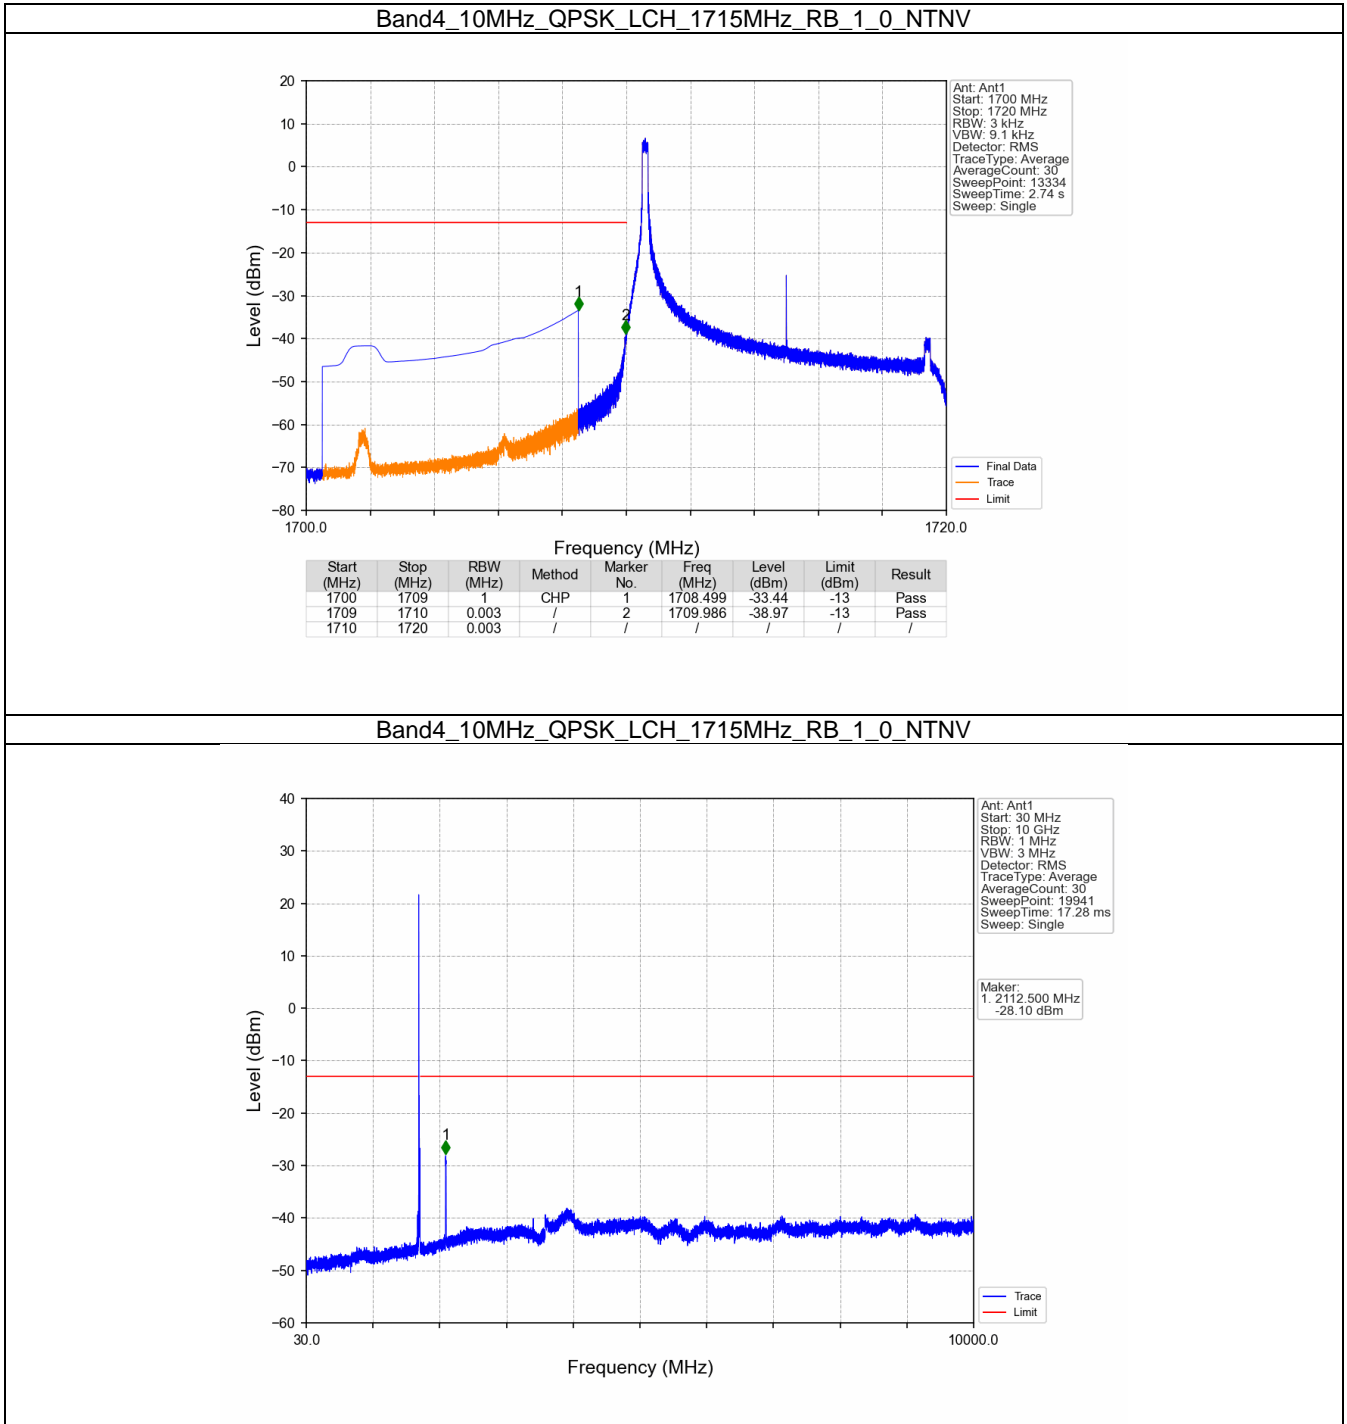 Band4_10MHz_QPSK_LCH_1715MHz_RB_1_0_NTNV
20
10
0
−10
−20
−30
−40
−50
−60
−70
−80
Level (dBm)
1
2
1700.0
1720.0
Frequency (MHz)
Ant: Ant1
Start: 1700 MHz
Stop: 1720 MHz
RBW: 3 kHz
VBW: 9.1 kHz
Detector: RMS
TraceType: Average
AverageCount: 30
SweepPoint: 13334
SweepTime: 2.74 s
Sweep: Single
Final Data
Trace
Limit
Start (MHz) Stop (MHz) RBW (MHz) Method Marker No. Freq (MHz) Level (dBm) Limit (dBm) Result
1700 1709 1 CHP 1 1708.499 -33.44 -13 Pass
1709 1710 0.003 / 2 1709.986 -38.97 -13 Pass
1710 1720 0.003 / / / / / /
Band4_10MHz_QPSK_LCH_1715MHz_RB_1_0_NTNV
40
30
20
10
0
−10
−20
−30
−40
−50
−60
Level (dBm)
1
30.0
10000.0
Frequency (MHz)
Ant: Ant1
Start: 30 MHz
Stop: 10 GHz
RBW: 1 MHz
VBW: 3 MHz
Detector: RMS
TraceType: Average
AverageCount: 30
SweepPoint: 19941
SweepTime: 17.28 ms
Sweep: Single
Maker:
1. 2112.500 MHz
-28.10 dBm
Trace
Limit